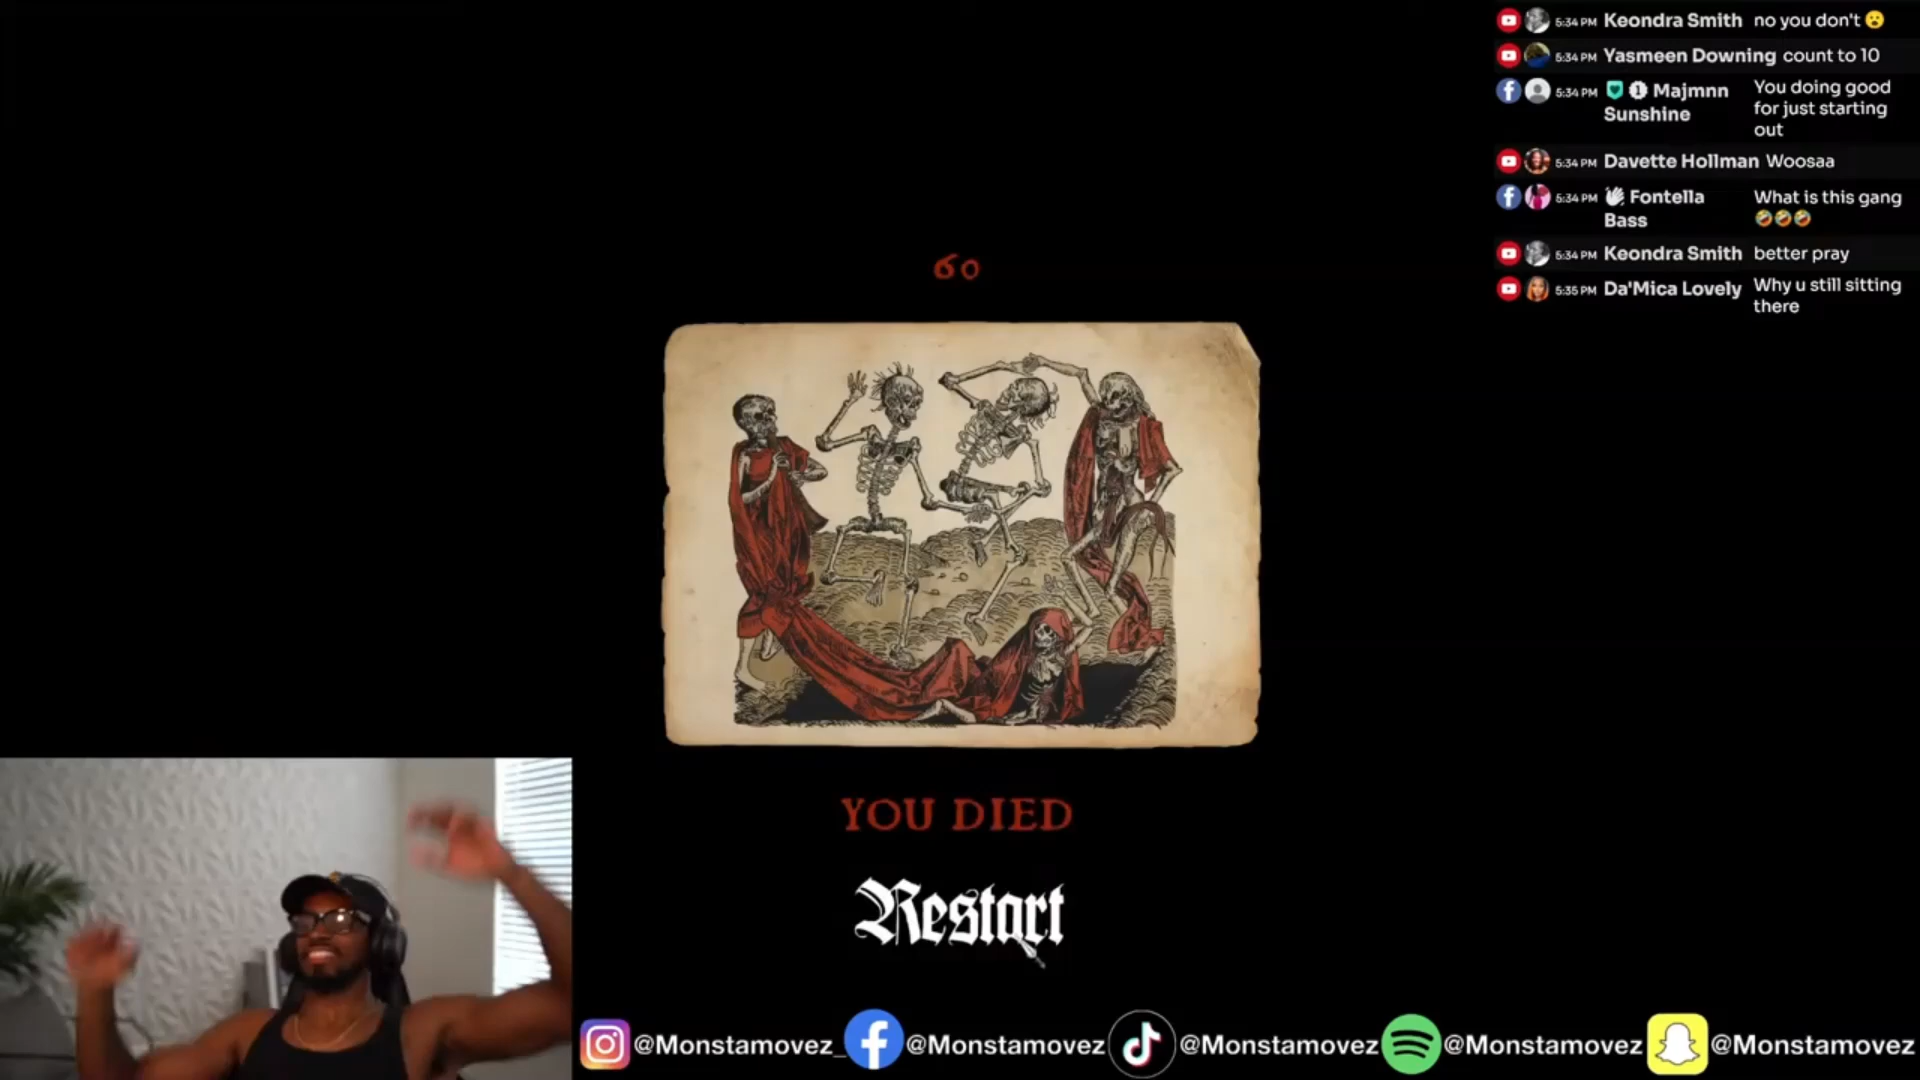 5:34 PM Keondra Smith no you don't 😮
5:34 PM Yasmeen Downing count to 10
5:34 PM 1 Majmnn Sunshine You doing good
for just starting
out
5:34 PM Davette Hollman Woosaa
5:34 PM 👋 Fontella Bass What is this gang
🤣🤣🤣
5:34 PM Keondra Smith better pray
5:35 PM Da'Mica Lovely Why u still sitting
there
60
YOU DIED
Restart
@Monstamovez_ @Monstamovez @Monstamovez @Monstamovez @Monstamovez